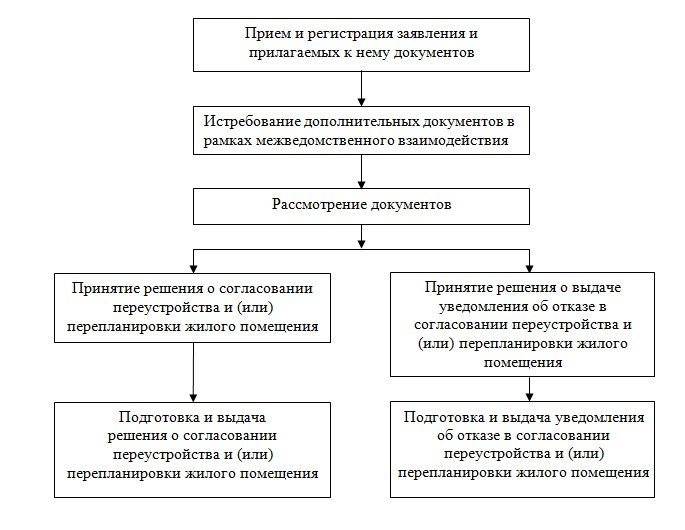 Прием и регистрация заявления и
прилагаемых к нему документов
Истребование дополнительных документов в
рамках межведомственного взаимодействия
Рассмотрение документов
Принятие решения о согласовании
переустройства и (или)
перепланировки жилого помещения
Принятие решения о выдаче
уведомления об отказе в
согласовании переустройства и
(или) перепланировки жилого
помещения
Подготовка и выдача
решения о согласовании
переустройства и (или)
перепланировки жилого помещения
Подготовка и выдача уведомления
об отказе в согласовании
переустройства и (или)
перепланировки жилого помещения